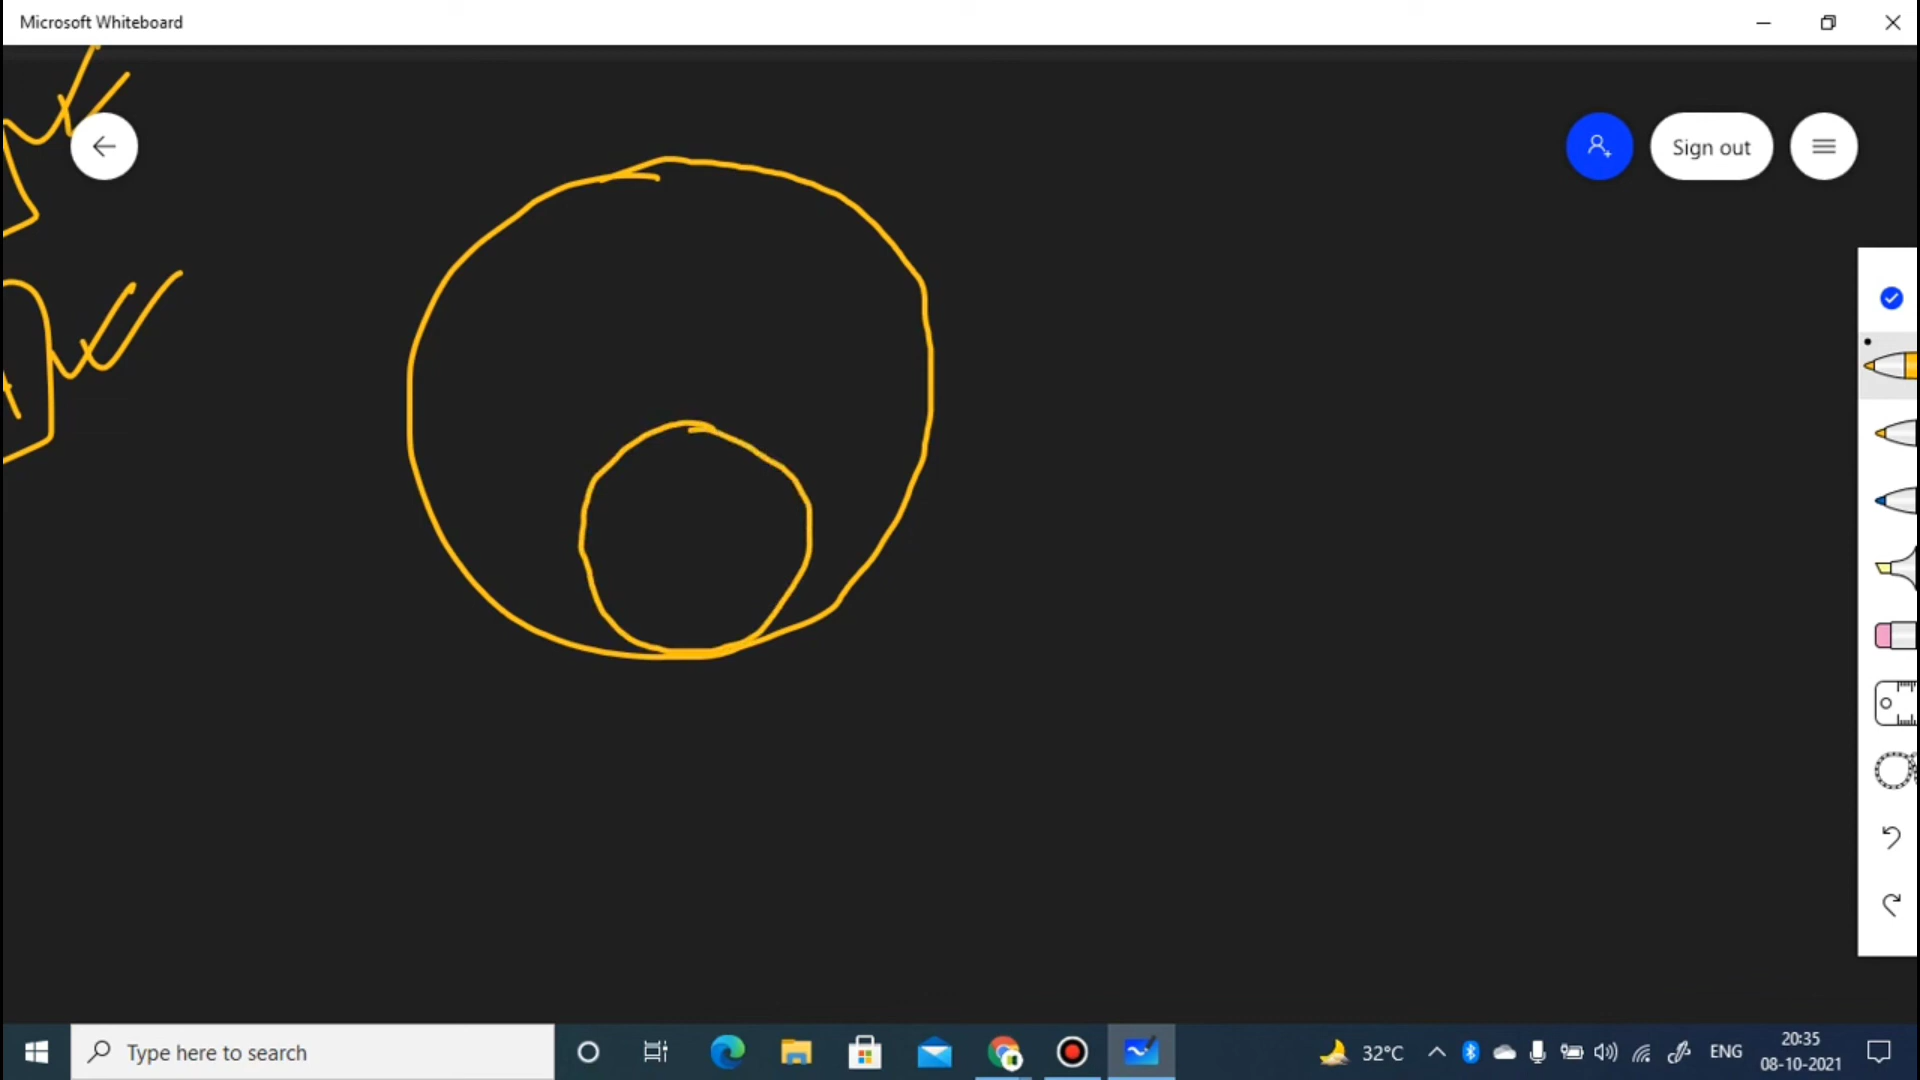 Microsoft Whiteboard
Sign out
Type here to search
32°C
ENG
20:35
08-10-2021